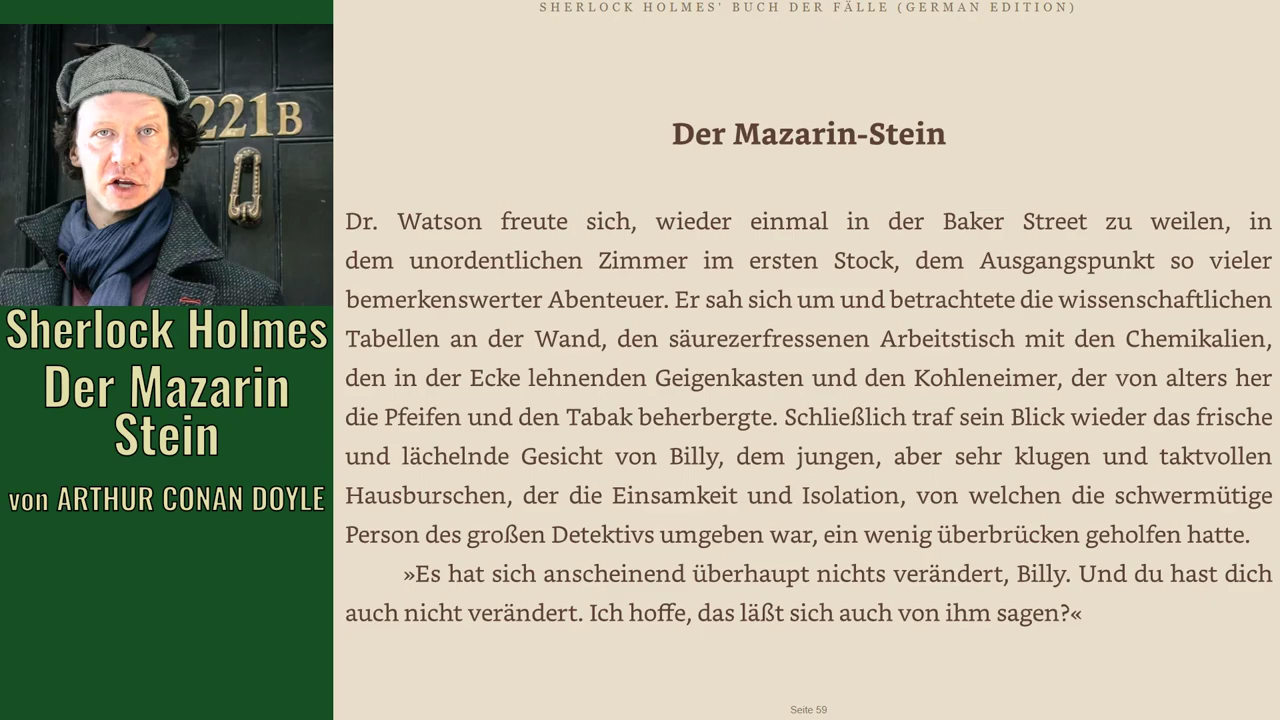 SHERLOCK HOLMES' BUCH DER FÄLLE (GERMAN EDITION)
221B
Sherlock Holmes
Der Mazarin
Stein
von ARTHUR CONAN DOYLE
Der Mazarin-Stein
Dr. Watson freute sich, wieder einmal in der Baker Street zu weilen, in
dem unordentlichen Zimmer im ersten Stock, dem Ausgangspunkt so vieler
bemerkenswerter Abenteuer. Er sah sich um und betrachtete die wissenschaftlichen
Tabellen an der Wand, den säurezerfressenen Arbeitstisch mit den Chemikalien,
den in der Ecke lehnenden Geigenkasten und den Kohleneimer, der von alters her
die Pfeifen und den Tabak beherbergte. Schließlich traf sein Blick wieder das frische
und lächelnde Gesicht von Billy, dem jungen, aber sehr klugen und taktvollen
Hausburschen, der die Einsamkeit und Isolation, von welchen die schwermütige
Person des großen Detektivs umgeben war, ein wenig überbrücken geholfen hatte.
»Es hat sich anscheinend überhaupt nichts verändert, Billy. Und du hast dich
auch nicht verändert. Ich hoffe, das läßt sich auch von ihm sagen?«
Seite 59